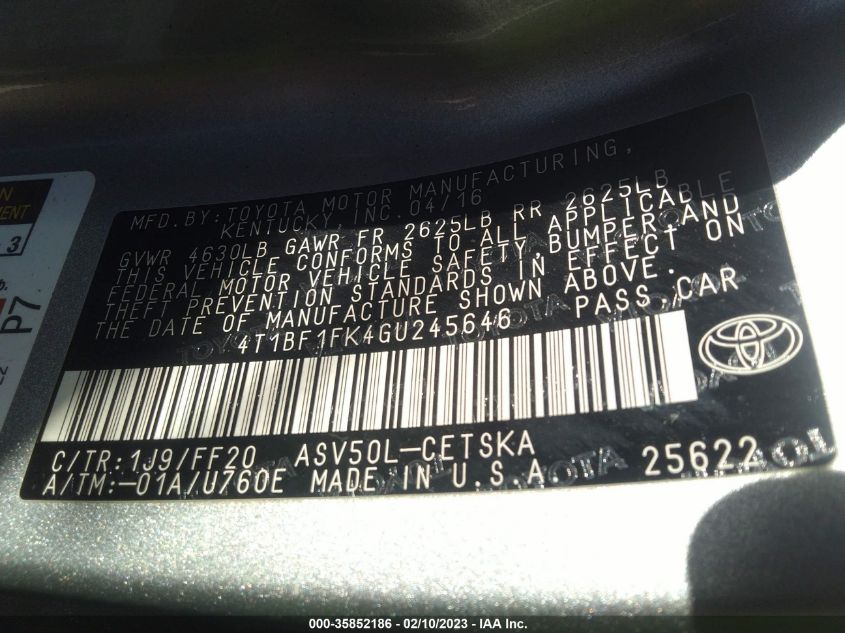 MFD. BY: TOYOTA MOTOR MANUFACTURING,
KENTUCKY, INC. 04/16
GVWR 4630LB GAWR FR 2625LB RR 2625LB
THIS VEHICLE CONFORMS TO ALL APPLICABLE
FEDERAL MOTOR VEHICLE SAFETY, BUMPER, AND
THEFT PREVENTION STANDARDS IN EFFECT ON
THE DATE OF MANUFACTURE SHOWN ABOVE.
4T1BF1FK4GU245646 PASS, CAR
C/TR: 1J9/FF20 ASV50L-CETSKA
A/TM: -01A/U760E MADE IN U.S.A. 25622
3
P7
000-35852186 - 02/10/2023 - IAA Inc.